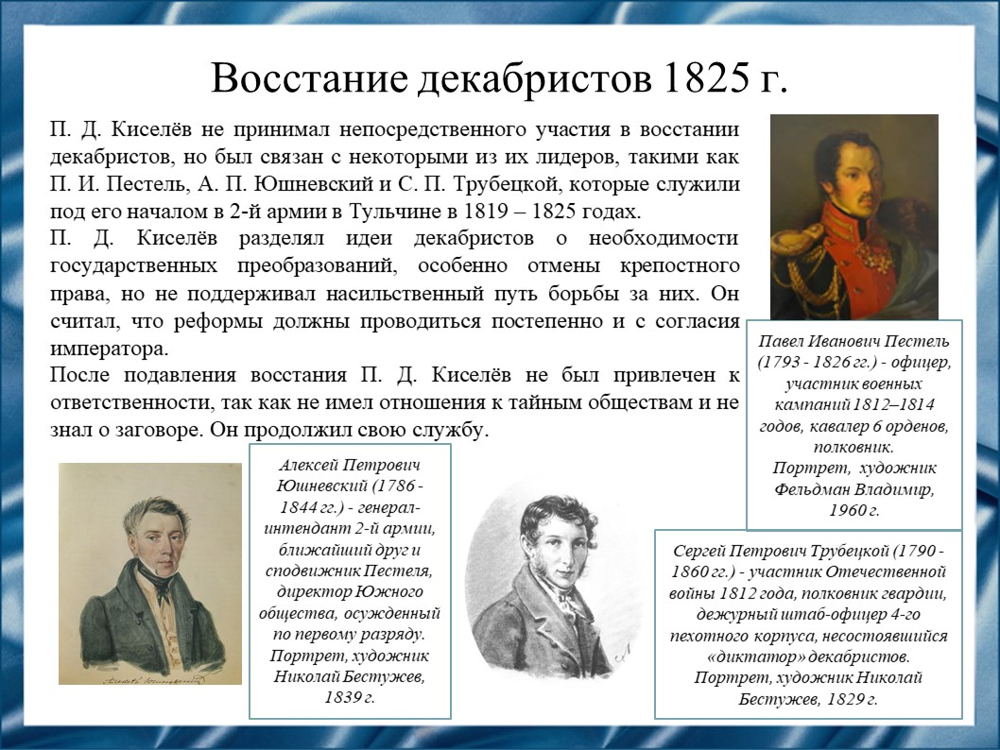 Восстание декабристов 1825 г.
П. Д. Киселёв не принимал непосредственного участия в восстании
декабристов, но был связан с некоторыми из их лидеров, такими как
П. И. Пестель, А. П. Юшневский и С. П. Трубецкой, которые служили
под его началом в 2-й армии в Тульчине в 1819 – 1825 годах.
П. Д. Киселёв разделял идеи декабристов о необходимости
государственных преобразований, особенно отмены крепостного
права, но не поддерживал насильственный путь борьбы за них. Он
считал, что реформы должны проводиться постепенно и с согласия
императора.
После подавления восстания П. Д. Киселёв не был привлечен к
ответственности, так как не имел отношения к тайным обществам и не
знал о заговоре. Он продолжил свою службу.
Павел Иванович Пестель
(1793 - 1826 гг.) - офицер,
участник военных
кампаний 1812–1814
годов, кавалер 6 орденов,
полковник.
Портрет, художник
Фельдман Владимир,
1960 г.
Алексей Петрович
Юшневский (1786 -
1844 гг.) - генерал-
интендант 2-й армии,
ближайший друг и
сподвижник Пестеля,
директор Южного
общества, осужденный
по первому разряду.
Портрет, художник
Николай Бестужев,
1839 г.
Сергей Петрович Трубецкой (1790 -
1860 гг.) - участник Отечественной
войны 1812 года, полковник гвардии,
дежурный штаб-офицер 4-го
пехотного корпуса, несостоявшийся
«диктатор» декабристов.
Портрет, художник Николай
Бестужев, 1829 г.